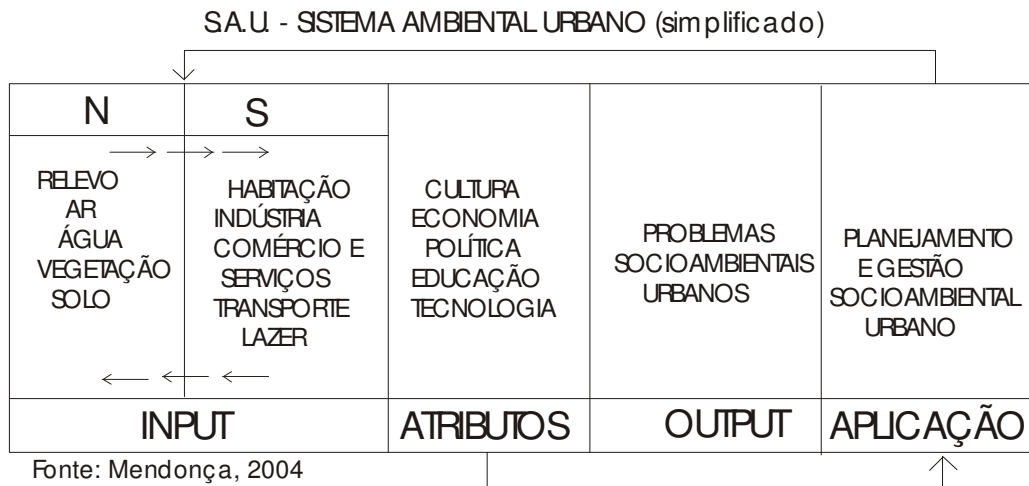 S.A.U. - SISTEMA AMBIENTAL URBANO (simplificado)
N
S
RELEVO
AR
ÁGUA
VEGETAÇÃO
SOLO
HABITAÇÃO
INDÚSTRIA
COMÉRCIO E
SERVIÇOS
TRANSPORTE
LAZER
CULTURA
ECONOMIA
POLÍTICA
EDUCAÇÃO
TECNOLOGIA
PROBLEMAS
SOCIOAMBIENTAIS
URBANOS
PLANEJAMENTO
E GESTÃO
SOCIOAMBIENTAL
URBANO
INPUT
ATRIBUTOS
OUTPUT
APLICAÇÃO
Fonte: Mendonça, 2004